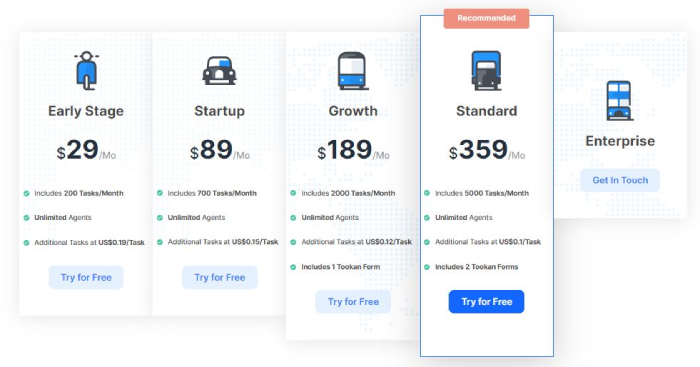 Recommended
Early Stage
$29/Mo
Includes 200 Tasks/Month
Unlimited Agents
Additional Tasks at US$0.19/Task
Try for Free
Startup
$89/Mo
Includes 700 Tasks/Month
Unlimited Agents
Additional Tasks at US$0.15/Task
Try for Free
Growth
$189/Mo
Includes 2000 Tasks/Month
Unlimited Agents
Additional Tasks at US$0.12/Task
Includes 1 Tookan Form
Try for Free
Standard
$359/Mo
Includes 5000 Tasks/Month
Unlimited Agents
Additional Tasks at US$0.1/Task
Includes 2 Tookan Forms
Try for Free
Enterprise
Get In Touch